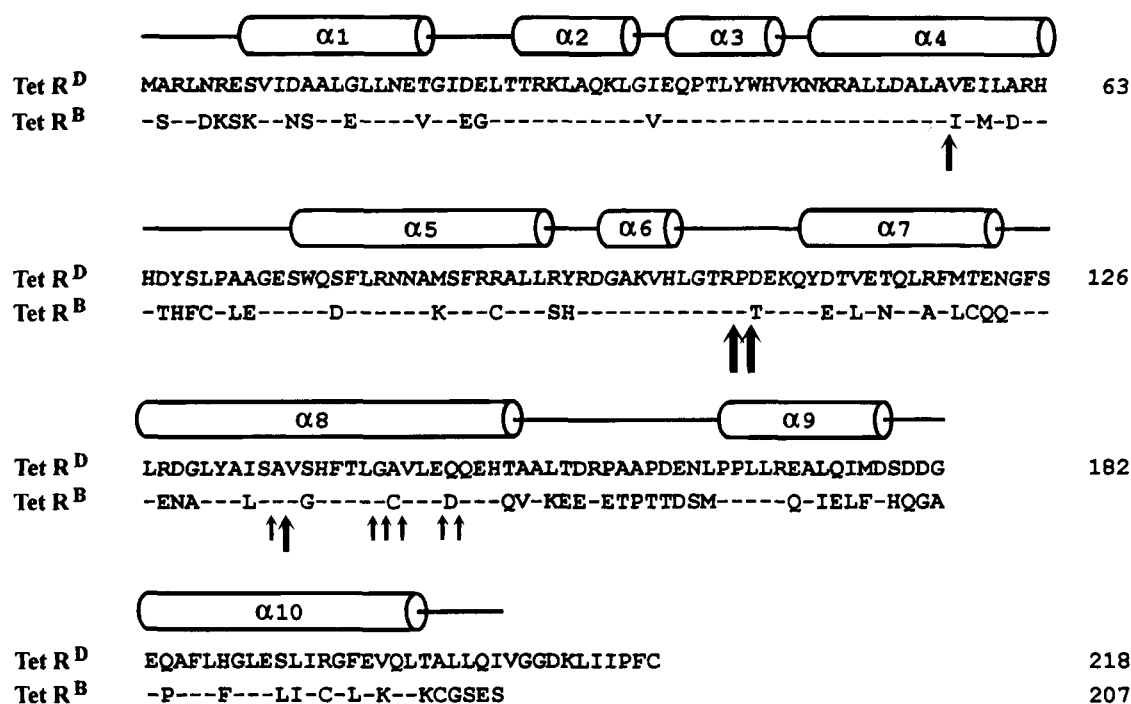 α1 α2 α3 α4
Tet R D MARLNRESVIDAALGLLNETGIDELTTRKLAQKLGIEQPTLYWHVKNKRALLDALAVEILARH 63
Tet R B -S--DKSK--NS--E----V--EG-----------V--------------------I-M-D--
α5 α6 α7
Tet R D HDYSLPAAGESWQSFLRNNAMSFRRALLRYRDGAKVHLGTRPDEKQYDTVETQLRFMTENGFS 126
Tet R B -THFC-LE-----D------K---C---SH------------T----E-L-N--A-LCQQ---
α8 α9
Tet R D LRDGLYAISAVSHFTLGAVLEQQEHTAALTDRPAAPDENLPPLLREALQIMDSDDG 182
Tet R B -ENA---L---G-----C---D---QV-KEE-ETPTTDSM-----Q-IELF-HQGA
α10
Tet R D EQAFLHGLESLIRGFEVQLTALLQIVGGDKLIIPFC 218
Tet R B -P---F---LI-C-L-K--KCGSES 207